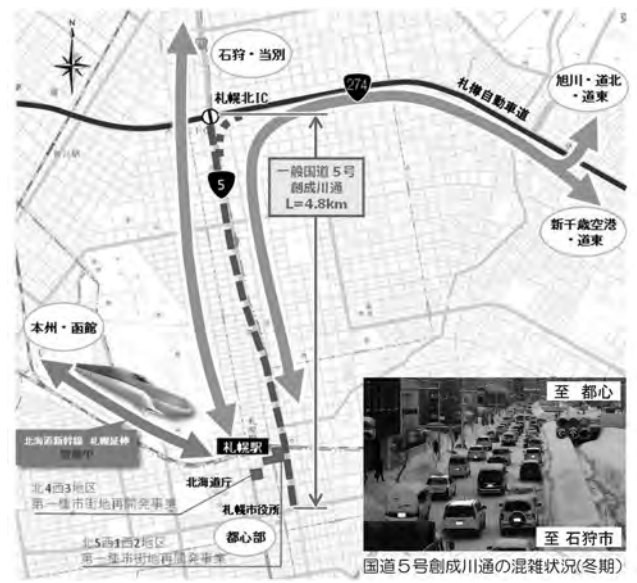 N
石狩・当別
札幌北IC
274
札樽自動車道
旭川・道北
・道東
一般国道5号
創成川通
L=4.8km
5
新千歳空港
・道東
本州・函館
至 都心
北海道新幹線 札幌延伸
札幌駅
北海道庁
北4西3地区
第一種市街地再開発事業
札幌市役所
都心部
北5西1西2地区
第一種市街地再開発事業
至 石狩市
国道5号創成川通の混雑状況(冬期)